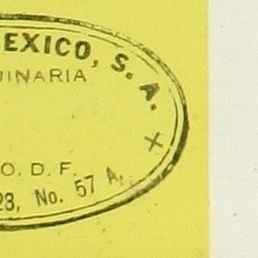 EXICO, S. A.
UINARIA
O. D. F.
23, No. 57 A.